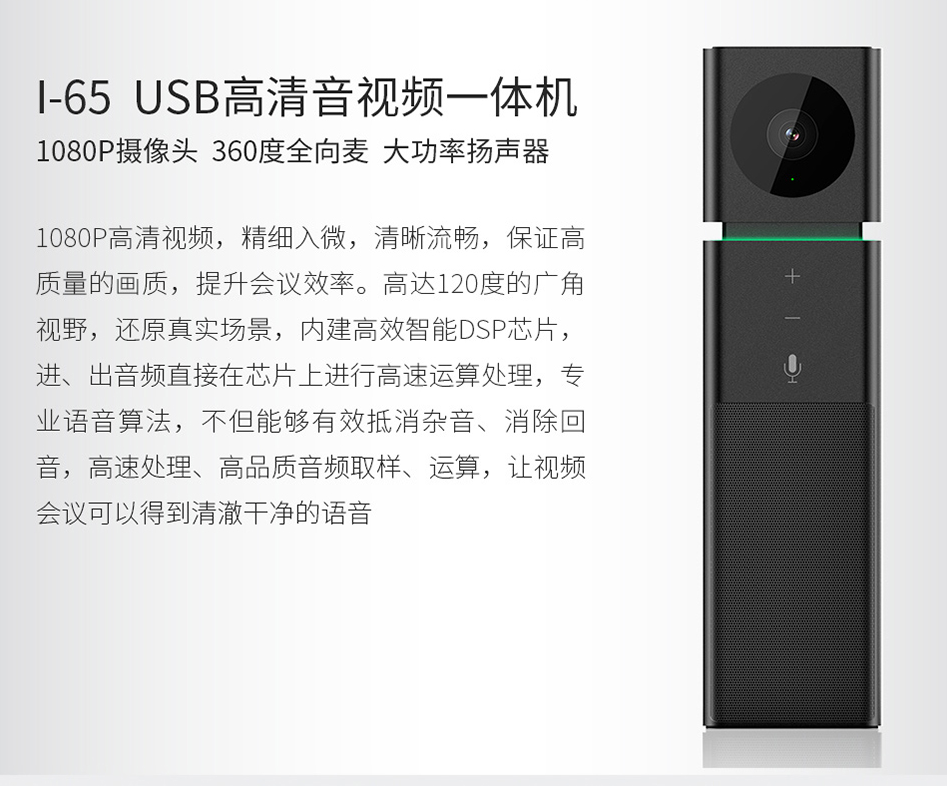 I-65 USB高清音视频一体机
1080P摄像头 360度全向麦 大功率扬声器
1080P高清视频，精细入微，清晰流畅，保证高
质量的画质，提升会议效率。高达120度的广角
视野，还原真实场景，内建高效智能DSP芯片，
进、出音频直接在芯片上进行高速运算处理，专
业语音算法，不但能够有效抵消杂音、消除回
音，高速处理、高品质音频取样、运算，让视频
会议可以得到清澈干净的语音